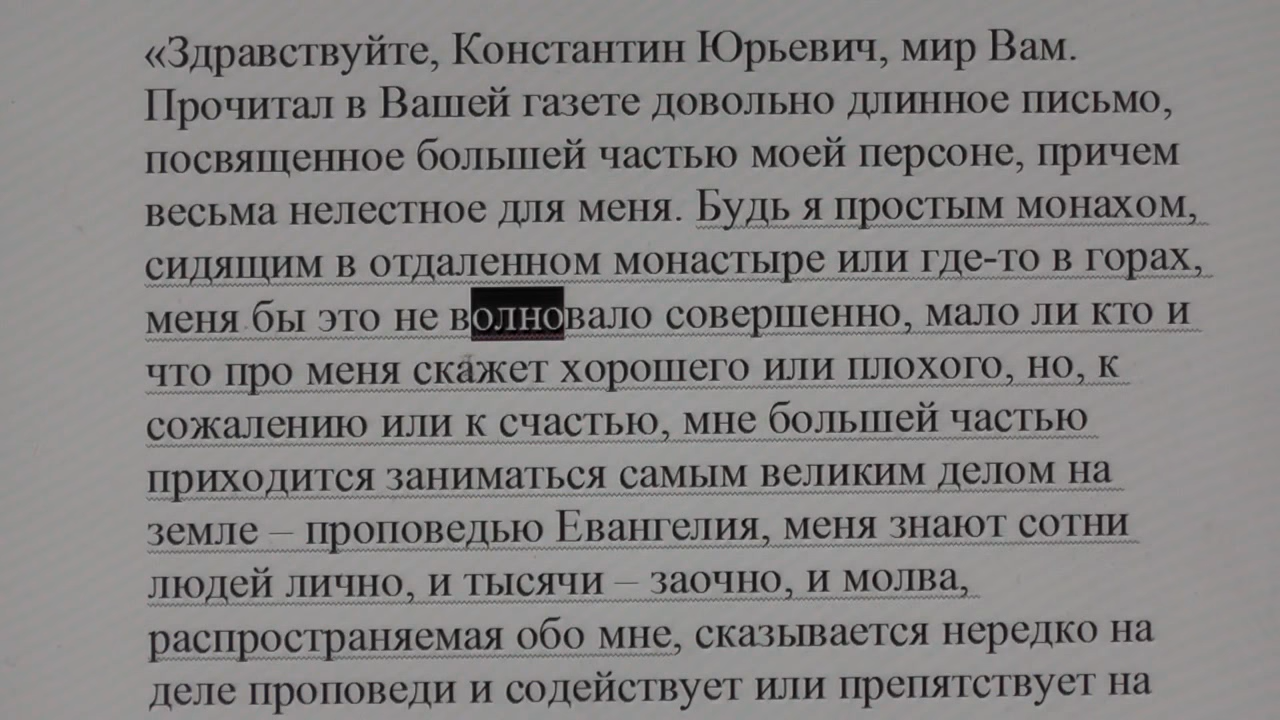 «Здравствуйте, Константин Юрьевич, мир Вам.
Прочитал в Вашей газете довольно длинное письмо,
посвященное большей частью моей персоне, причем
весьма нелестное для меня. Будь я простым монахом,
сидящим в отдаленном монастыре или где-то в горах,
меня бы это не волновало совершенно, мало ли кто и
что про меня скажет хорошего или плохого, но, к
сожалению или к счастью, мне большей частью
приходится заниматься самым великим делом на
земле – проповедью Евангелия, меня знают сотни
людей лично, и тысячи – заочно, и молва,
распространяемая обо мне, сказывается нередко на
деле проповеди и содействует или препятствует на